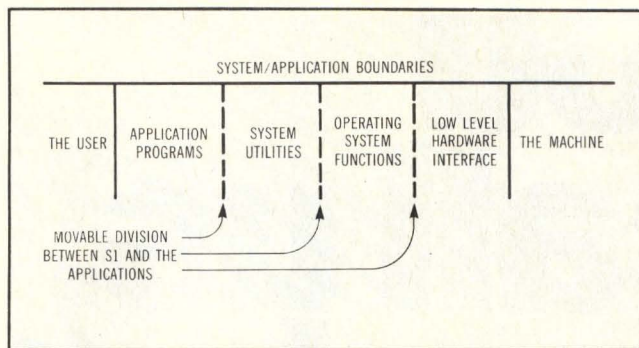 SYSTEM/APPLICATION BOUNDARIES
THE USER
APPLICATION
PROGRAMS
SYSTEM
UTILITIES
OPERATING
SYSTEM
FUNCTIONS
LOW LEVEL
HARDWARE
INTERFACE
THE MACHINE
MOVABLE DIVISION
BETWEEN S1 AND THE
APPLICATIONS